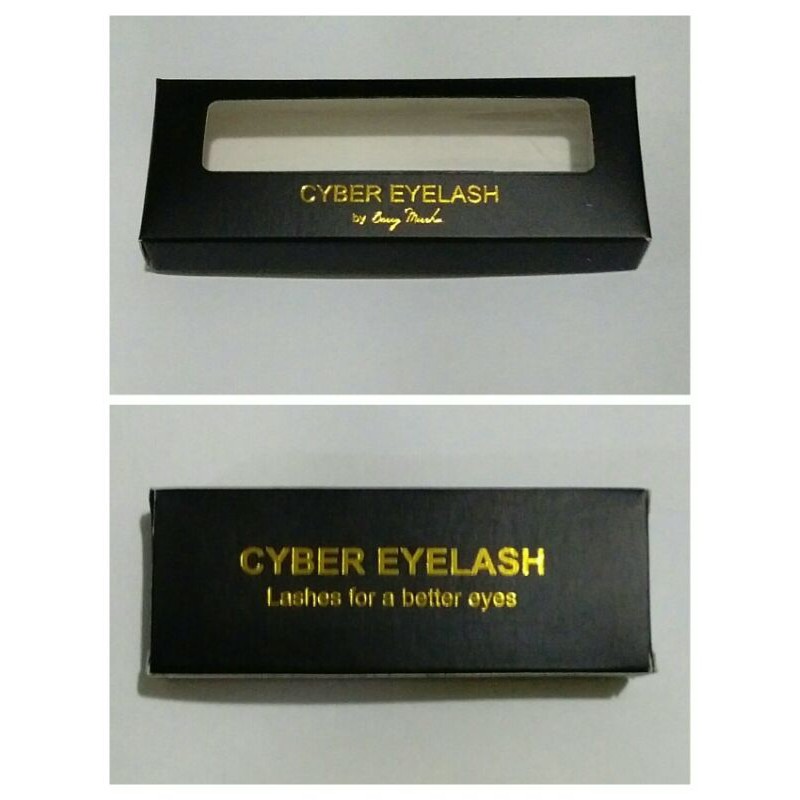 CYBER EYELASH
by
CYBER EYELASH
Lashes for a better eyes